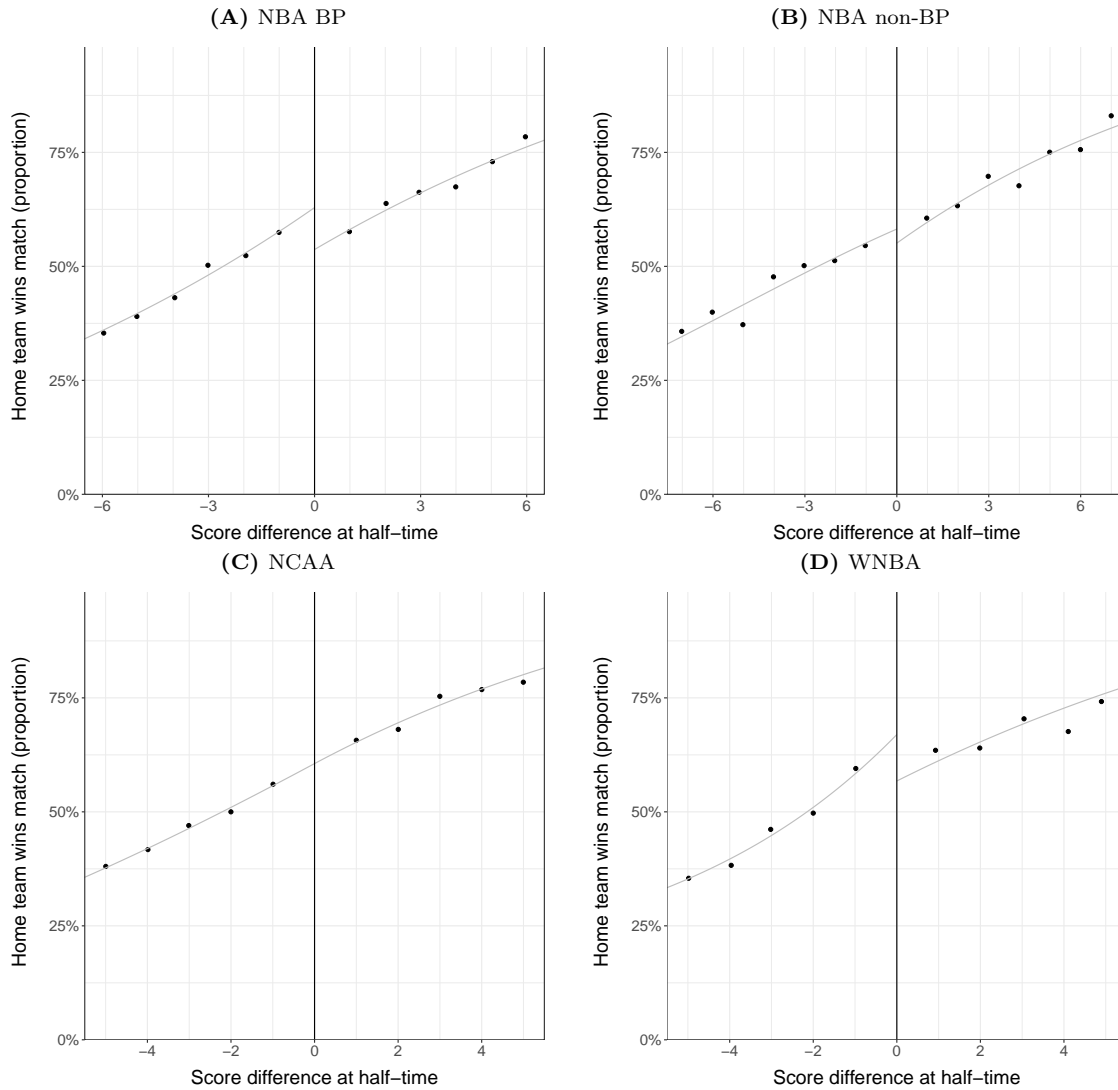 (A) NBA BP
Home team wins match (proportion)
75%
50%
25%
0%
−6 −3 0 3 6
Score difference at half−time
(B) NBA non-BP
Home team wins match (proportion)
75%
50%
25%
0%
−6 −3 0 3 6
Score difference at half−time
(C) NCAA
Home team wins match (proportion)
75%
50%
25%
0%
−4 −2 0 2 4
Score difference at half−time
(D) WNBA
Home team wins match (proportion)
75%
50%
25%
0%
−4 −2 0 2 4
Score difference at half−time